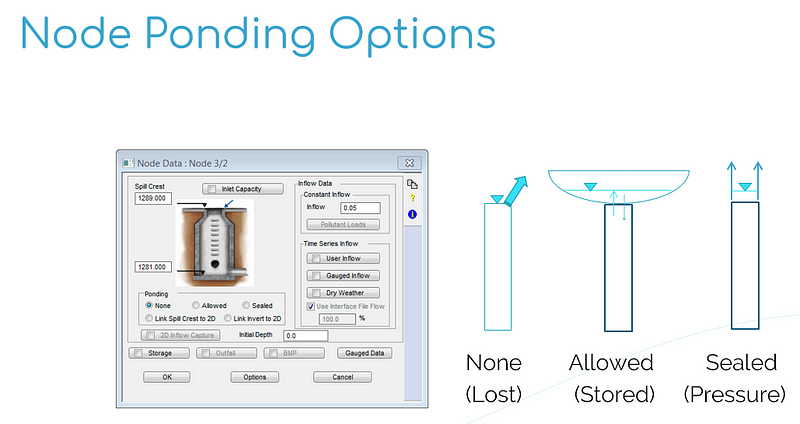 Node Ponding Options
Node Data : Node 3/2
Spill Crest
1289.000
Inlet Capacity
1281.000
Ponding
None
Allowed
Sealed
Link Spill Crest to 2D
Link Invert to 2D
2D Inflow Capture
Initial Depth
0.0
Inflow Data
Constant Inflow
Inflow
0.05
Pollutant Loads
Time Series Inflow
User Inflow
Gauged Inflow
Dry Weather
Use Interface File Flow
100.0
%
?
i
Storage
Outfall
BMP
Gauged Data
OK
Options
Cancel
None
(Lost)
Allowed
(Stored)
Sealed
(Pressure)